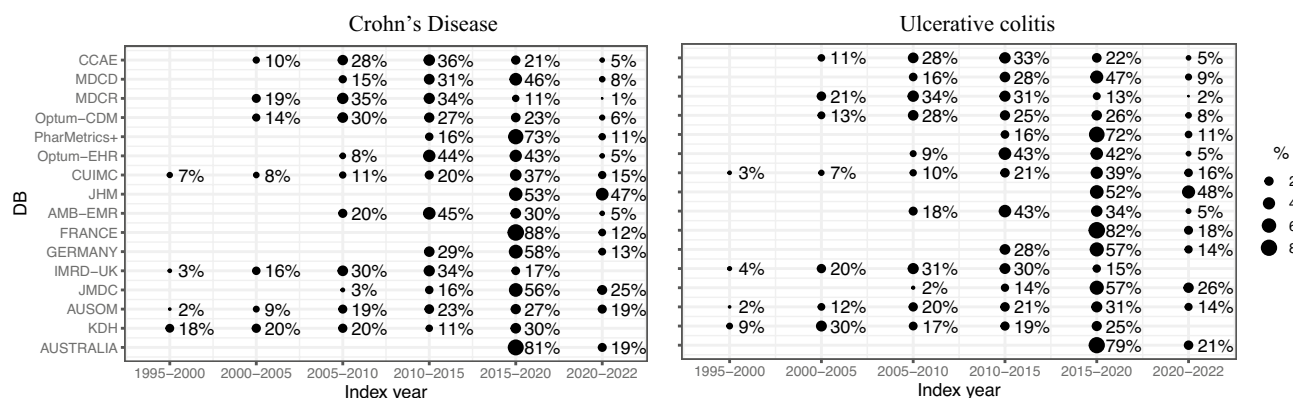 Crohn's Disease Ulcerative colitis
CCAE 10% 28% 36% 21% 5% 11% 28% 33% 22% 5%
MDCD 15% 31% 46% 8% 16% 28% 47% 9%
MDCR 19% 35% 34% 11% 1% 21% 34% 31% 13% 2%
Optum−CDM 14% 30% 27% 23% 6% 13% 28% 25% 26% 8%
PharMetrics+ 16% 73% 11% 16% 72% 11%
Optum−EHR 8% 44% 43% 5% 9% 43% 42% 5%
CUIMC 7% 8% 11% 20% 37% 15% 3% 7% 10% 21% 39% 16%
JHM 53% 47% 52% 48%
AMB−EMR 20% 45% 30% 5% 18% 43% 34% 5%
FRANCE 88% 12% 82% 18%
GERMANY 29% 58% 13% 28% 57% 14%
IMRD−UK 3% 16% 30% 34% 17% 4% 20% 31% 30% 15%
JMDC 3% 16% 56% 25% 2% 14% 57% 26%
AUSOM 2% 9% 19% 23% 27% 19% 2% 12% 20% 21% 31% 14%
KDH 18% 20% 20% 11% 30% 9% 30% 17% 19% 25%
AUSTRALIA 81% 19% 79% 21%
DB
1995−2000 2000−2005 2005−2010 2010−2015 2015−2020 2020−2022 1995−2000 2000−2005 2005−2010 2010−2015 2015−2020 2020−2022
Index year Index year
%